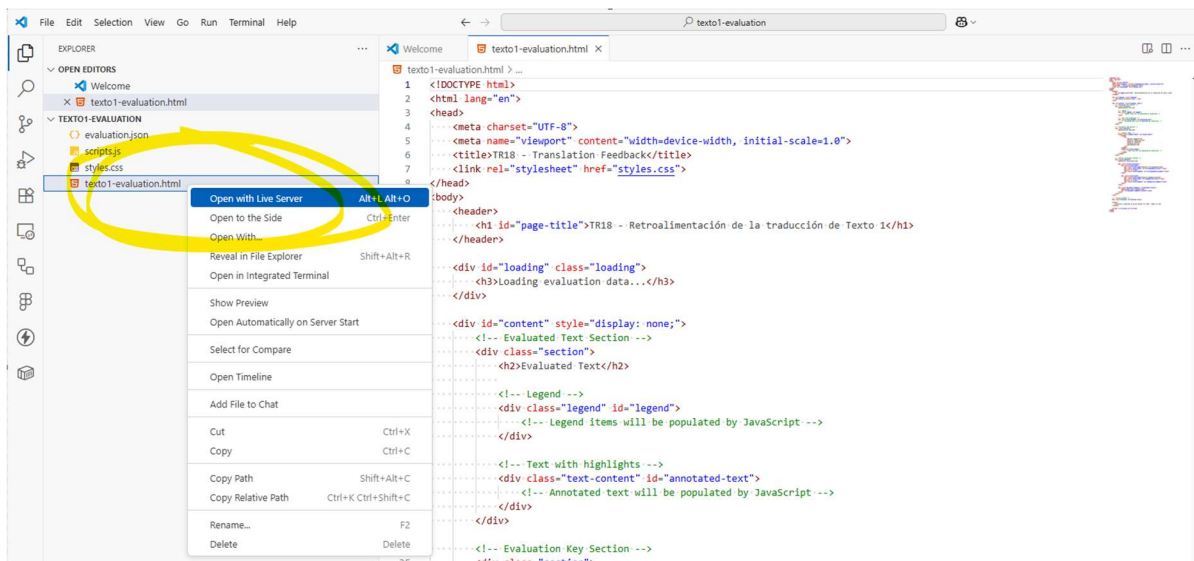 File Edit Selection View Go Run Terminal Help
texto1-evaluation
EXPLORER
OPEN EDITORS
Welcome
texto1-evaluation.html
TEXTO1-EVALUATION
evaluation.json
scripts.js
styles.css
texto1-evaluation.html
Open with Live Server Alt+L Alt+O
Open to the Side Ctrl+Enter
Open With...
Reveal in File Explorer Shift+Alt+R
Open in Integrated Terminal
Show Preview
Open Automatically on Server Start
Select for Compare
Open Timeline
Add File to Chat
Cut Ctrl+X
Copy Ctrl+C
Copy Path Shift+Alt+C
Copy Relative Path Ctrl+K Ctrl+Shift+C
Rename... F2
Delete Delete
Welcome texto1-evaluation.html
texto1-evaluation.html > ...
1 <!DOCTYPE html>
2 <html lang="en">
3 <head>
4 <meta charset="UTF-8">
5 <meta name="viewport" content="width=device-width, initial-scale=1.0">
6 <title>TR18 - Translation Feedback</title>
7 <link rel="stylesheet" href="styles.css">
8 </head>
<body>
<header>
<h1 id="page-title">TR18 - Retroalimentación de la traducción de Texto 1</h1>
</header>
<div id="loading" class="loading">
<h3>Loading evaluation data...</h3>
</div>
<div id="content" style="display: none;">
<!-- Evaluated Text Section -->
<div class="section">
<h2>Evaluated Text</h2>
<!-- Legend -->
<div class="legend" id="legend">
<!-- Legend items will be populated by JavaScript -->
</div>
<!-- Text with highlights -->
<div class="text-content" id="annotated-text">
<!-- Annotated text will be populated by JavaScript -->
</div>
</div>
<!-- Evaluation Key Section -->